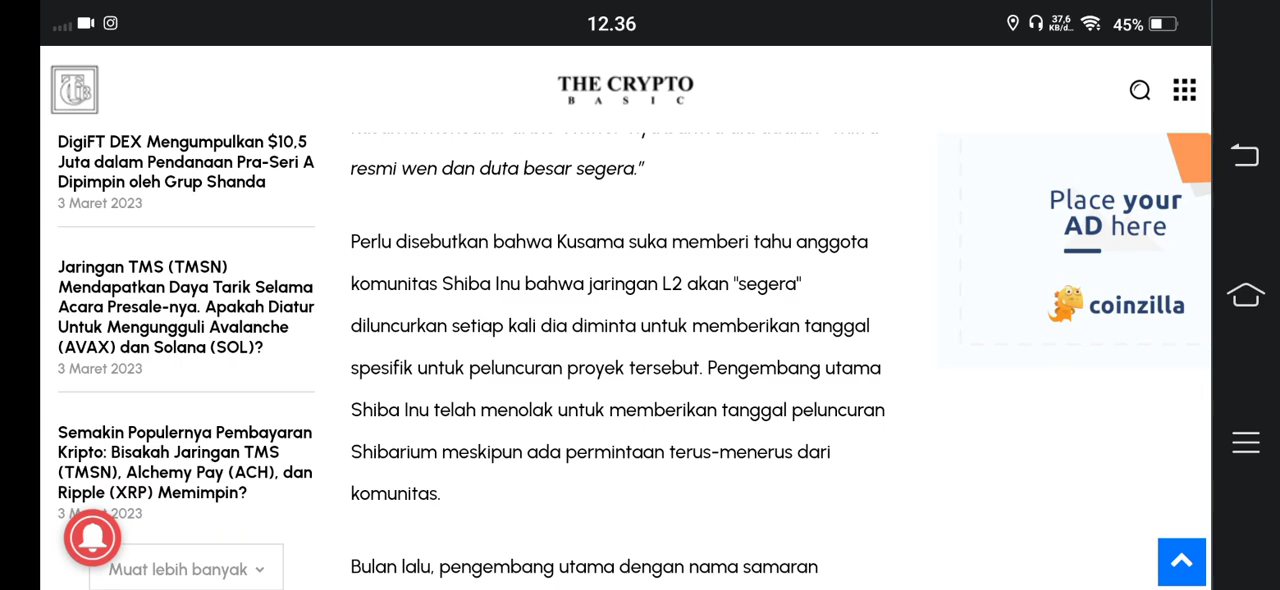 12.36
37,6
KB/d...
45%
THE CRYPTO
BASIC
DigiFT DEX Mengumpulkan $10,5
Juta dalam Pendanaan Pra-Seri A
Dipimpin oleh Grup Shanda
3 Maret 2023
Jaringan TMS (TMSN)
Mendapatkan Daya Tarik Selama
Acara Presale-nya. Apakah Diatur
Untuk Mengungguli Avalanche
(AVAX) dan Solana (SOL)?
3 Maret 2023
Semakin Populernya Pembayaran
Kripto: Bisakah Jaringan TMS
(TMSN), Alchemy Pay (ACH), dan
Ripple (XRP) Memimpin?
3 M 2023
Muat lebih banyak
resmi wen dan duta besar segera.”
Perlu disebutkan bahwa Kusama suka memberi tahu anggota
komunitas Shiba Inu bahwa jaringan L2 akan "segera"
diluncurkan setiap kali dia diminta untuk memberikan tanggal
spesifik untuk peluncuran proyek tersebut. Pengembang utama
Shiba Inu telah menolak untuk memberikan tanggal peluncuran
Shibarium meskipun ada permintaan terus-menerus dari
komunitas.
Bulan lalu, pengembang utama dengan nama samaran
Place your
AD here
coinzilla